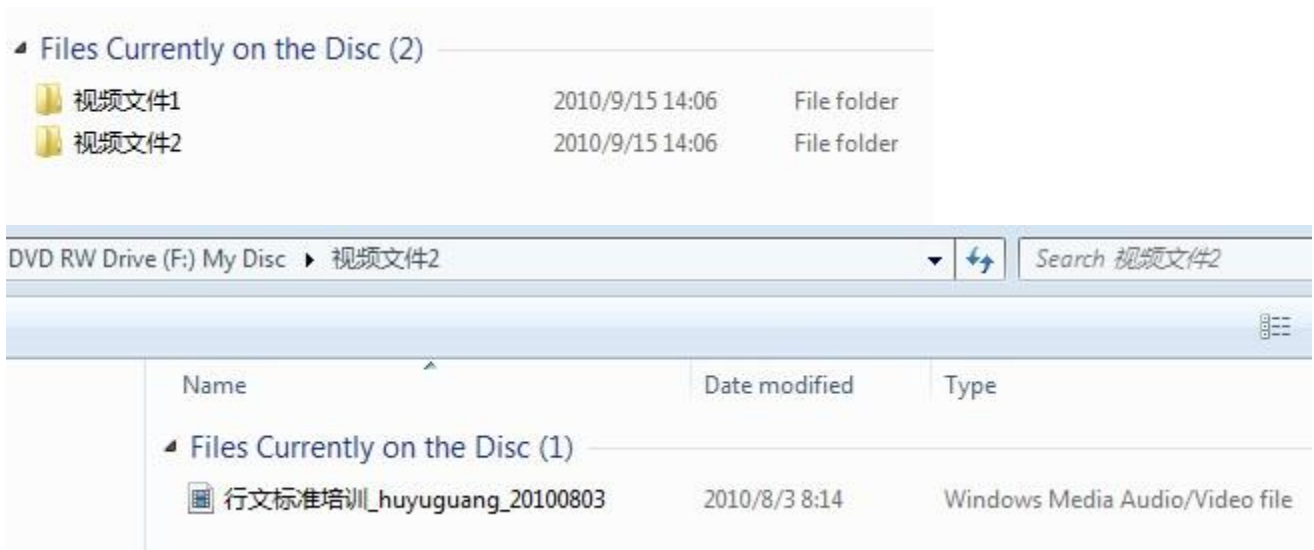 Files Currently on the Disc (2)
视频文件1 2010/9/15 14:06 File folder
视频文件2 2010/9/15 14:06 File folder
DVD RW Drive (F:) My Disc 视频文件2 Search 视频文件2
Name Date modified Type
Files Currently on the Disc (1)
行文标准培训_huyuguang_20100803 2010/8/3 8:14 Windows Media Audio/Video file